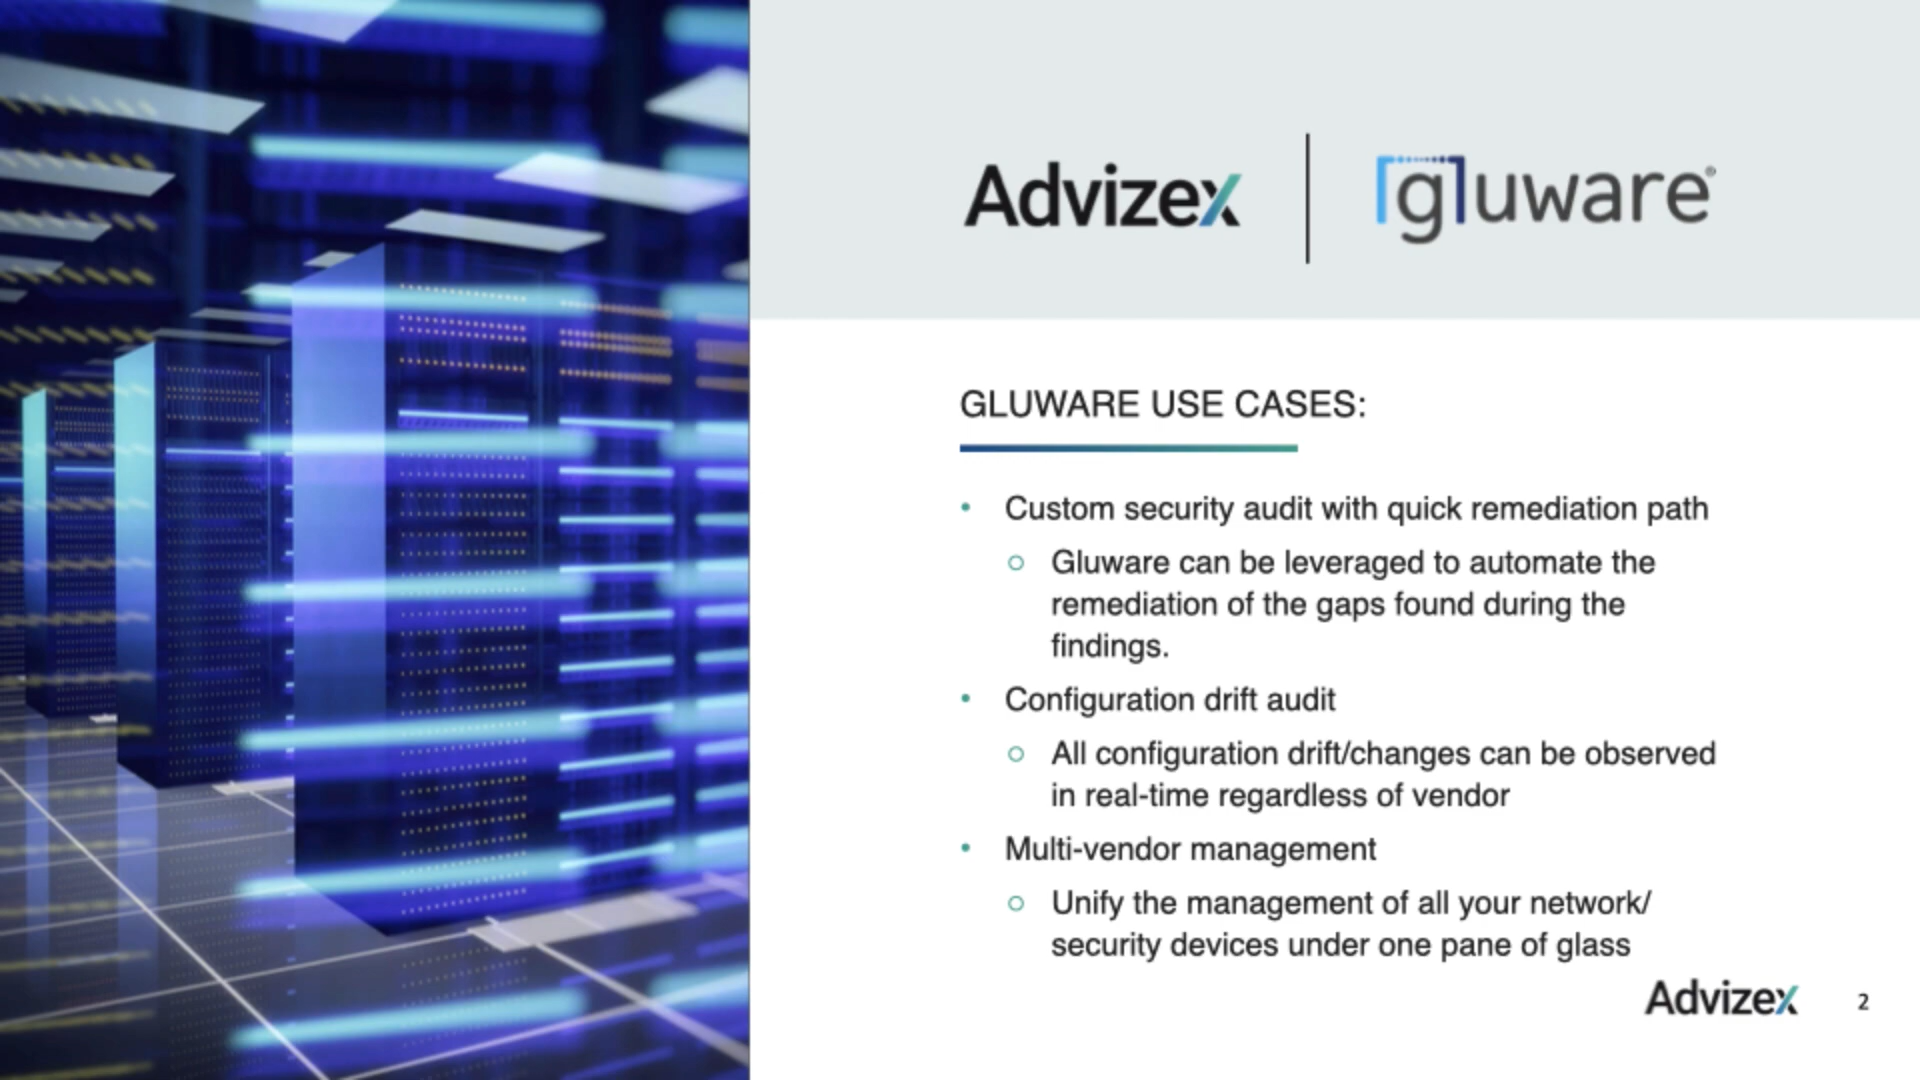 Advizex
gluware®
GLUWARE USE CASES:
• Custom security audit with quick remediation path
○ Gluware can be leveraged to automate the
remediation of the gaps found during the
findings.
• Configuration drift audit
○ All configuration drift/changes can be observed
in real-time regardless of vendor
• Multi-vendor management
○ Unify the management of all your network/
security devices under one pane of glass
Advizex
2